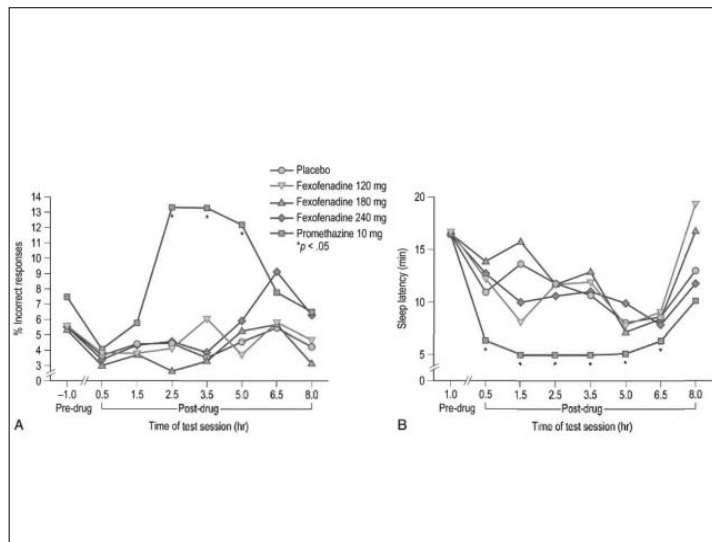 Placebo
Fexofenadine 120 mg
Fexofenadine 180 mg
Fexofenadine 240 mg
Promethazine 10 mg
*p < .05
% Incorrect responses
14
13
12
11
10
9
8
7
6
5
4
3
0
* * *
–1.0 0.5 1.5 2.5 3.5 5.0 6.5 8.0
Pre-drug Post-drug
A Time of test session (hr)
Sleep latency (min)
20
15
10
5
0
* * * * * *
1.0 0.5 1.5 2.5 3.5 5.0 6.5 8.0
Pre-drug Post-drug
B Time of test session (hr)